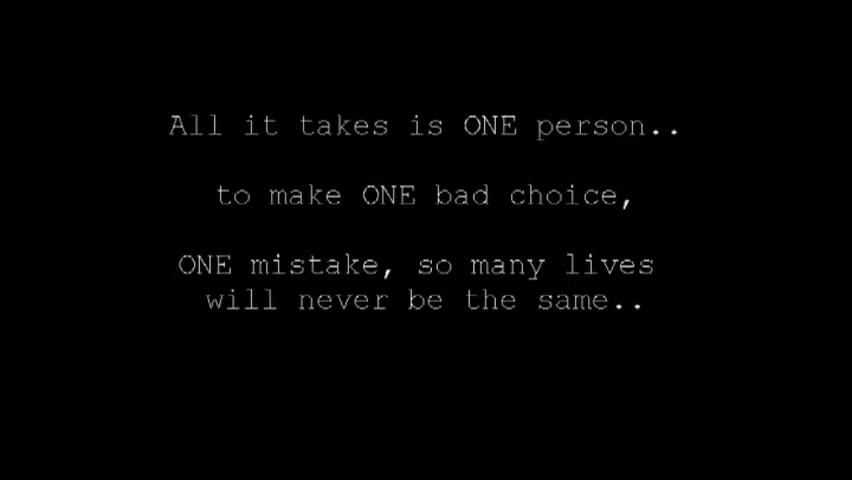 All it takes is ONE person..
to make ONE bad choice,
ONE mistake, so many lives
will never be the same..